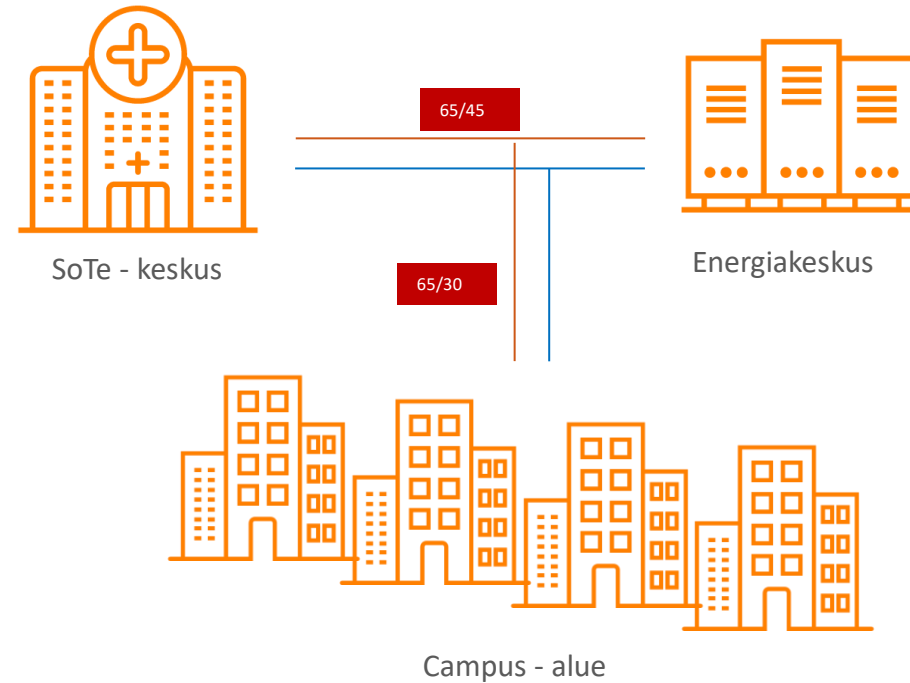 65/45
SoTe - keskus
Energiakeskus
65/30
Campus - alue